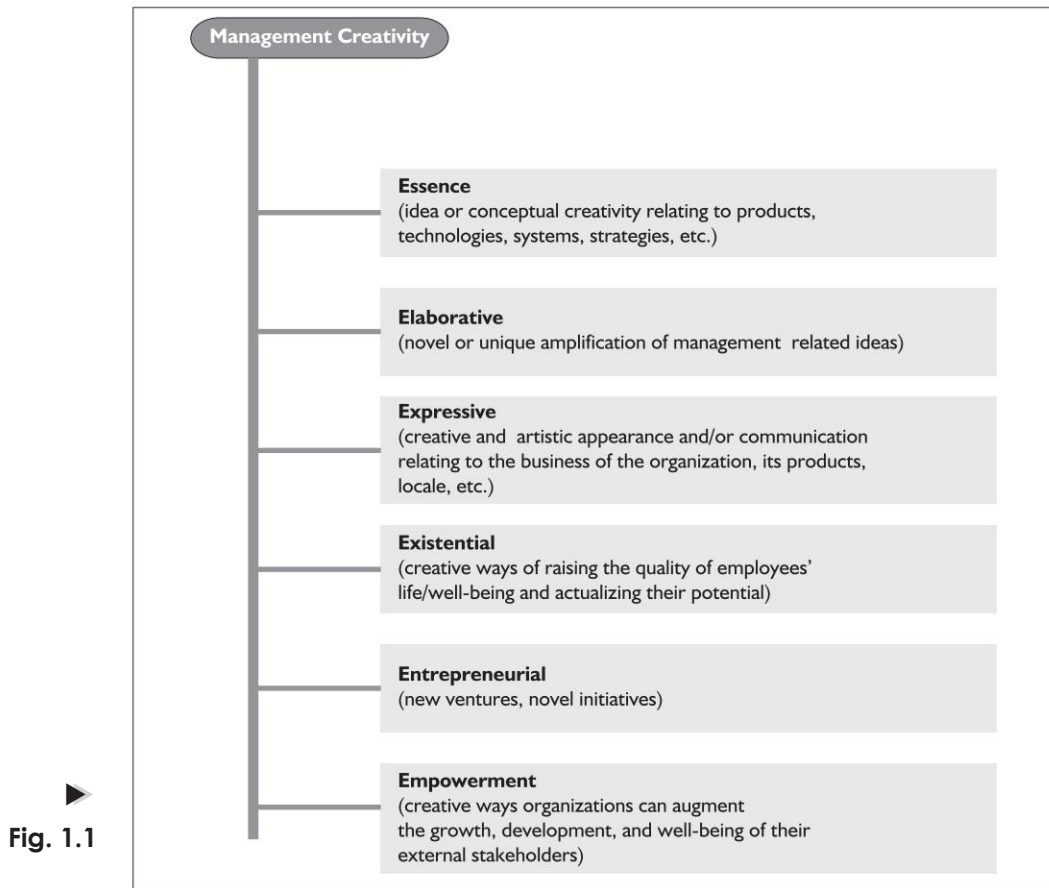 Management Creativity
Essence
(idea or conceptual creativity relating to products,
technologies, systems, strategies, etc.)
Elaborative
(novel or unique amplification of management related ideas)
Expressive
(creative and artistic appearance and/or communication
relating to the business of the organization, its products,
locale, etc.)
Existential
(creative ways of raising the quality of employees'
life/well-being and actualizing their potential)
Entrepreneurial
(new ventures, novel initiatives)
Empowerment
(creative ways organizations can augment
the growth, development, and well-being of their
external stakeholders)
Fig. 1.1